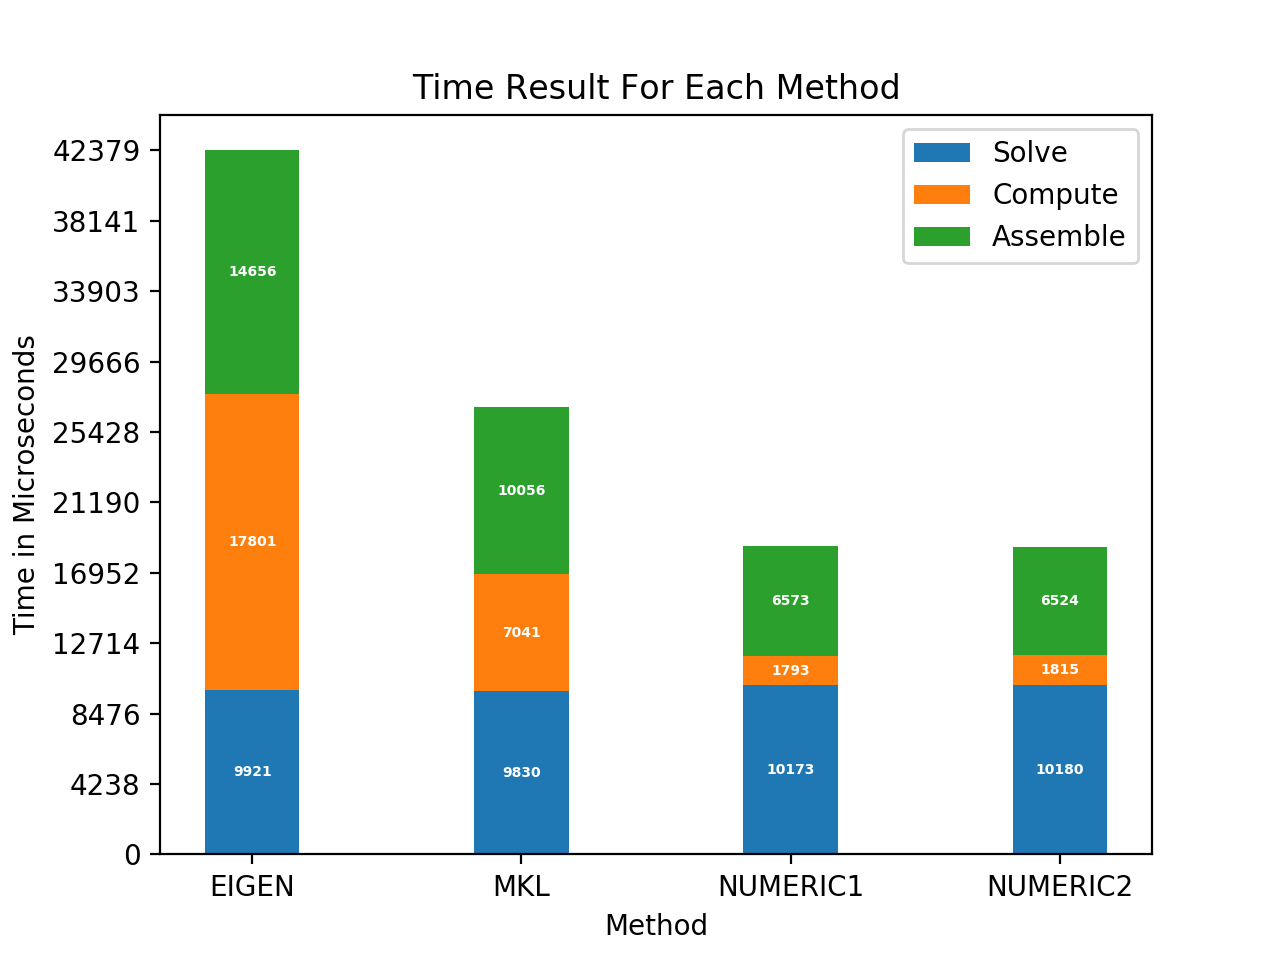 Time Result For Each Method
Solve
Compute
Assemble
Time in Microseconds
42379
38141
33903
29666
25428
21190
16952
12714
8476
4238
0
14656
17801
9921
10056
7041
9830
6573
1793
10173
6524
1815
10180
EIGEN
MKL
NUMERIC1
NUMERIC2
Method